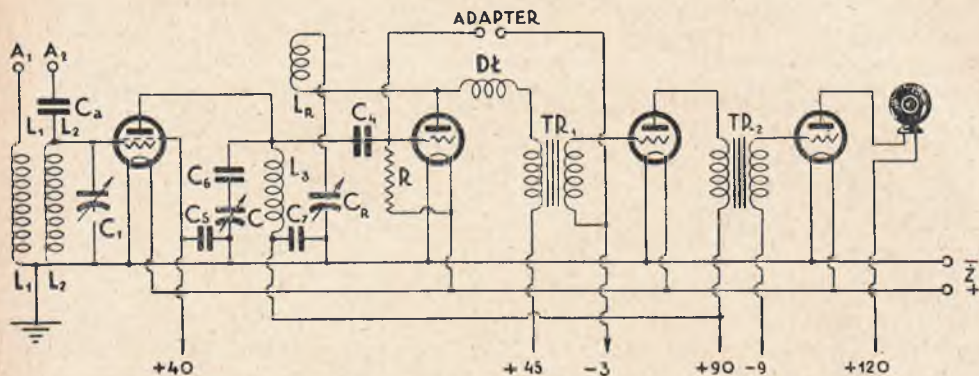 ADAPTER
A₁ A₂
Dł
Ca
L₁ L₂
LR
C₄
TR₁
TR₂
C₆ L₃
R
C₁
C₅ C C₇ CR
L₁ L₂
-
Ż
+
+40 +45 -3 +90 -9 +120